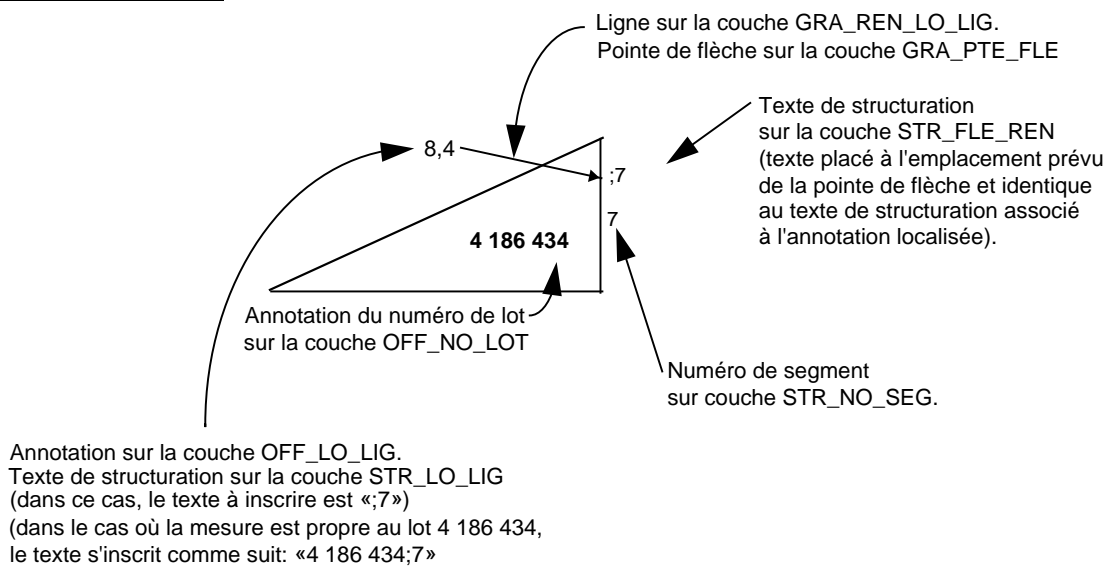 Ligne sur la couche GRA_REN_LO_LIG.
Pointe de flèche sur la couche GRA_PTE_FLE
Texte de structuration
sur la couche STR_FLE_REN
(texte placé à l'emplacement prévu
de la pointe de flèche et identique
au texte de structuration associé
à l'annotation localisée).
8,4
;7
7
4 186 434
Annotation du numéro de lot
sur la couche OFF_NO_LOT
Numéro de segment
sur couche STR_NO_SEG.
Annotation sur la couche OFF_LO_LIG.
Texte de structuration sur la couche STR_LO_LIG
(dans ce cas, le texte à inscrire est «;7»)
(dans le cas où la mesure est propre au lot 4 186 434,
le texte s'inscrit comme suit: «4 186 434;7»